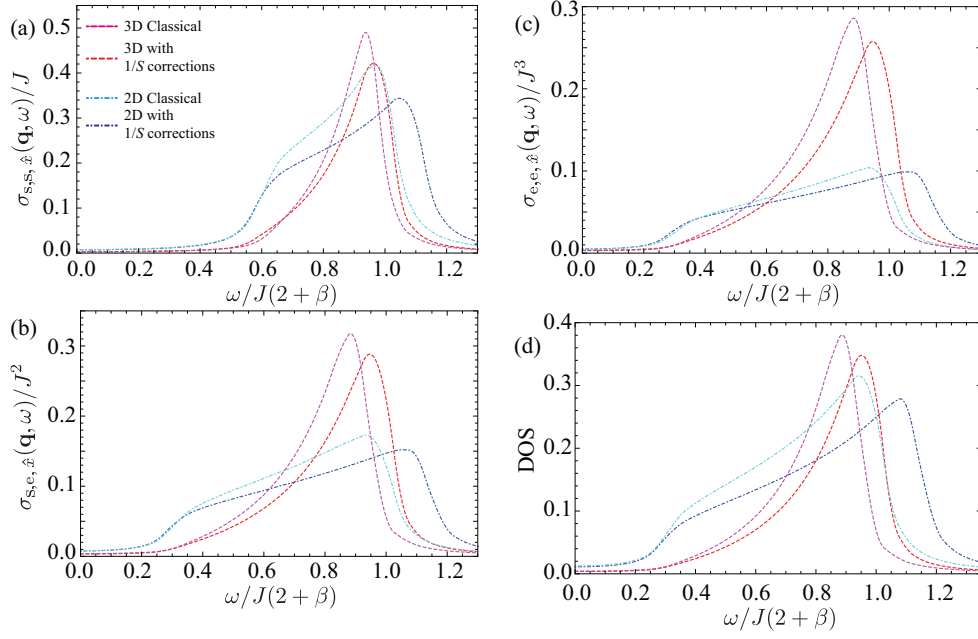 (a)
0.5
0.4
0.3
0.2
0.1
0.0
σs,s, x̂(q, ω)/J
3D Classical
3D with
1/S corrections
2D Classical
2D with
1/S corrections
0.0 0.2 0.4 0.6 0.8 1.0 1.2
ω/J(2 + β)
(c)
0.3
0.2
0.1
0.0
σe,e, x̂(q, ω)/J³
0.0 0.2 0.4 0.6 0.8 1.0 1.2
ω/J(2 + β)
(b)
0.3
0.2
0.1
0.0
σs,e, x̂(q, ω)/J²
0.0 0.2 0.4 0.6 0.8 1.0 1.2
ω/J(2 + β)
(d)
0.4
0.3
0.2
0.1
0.0
DOS
0.0 0.2 0.4 0.6 0.8 1.0 1.2
ω/J(2 + β)